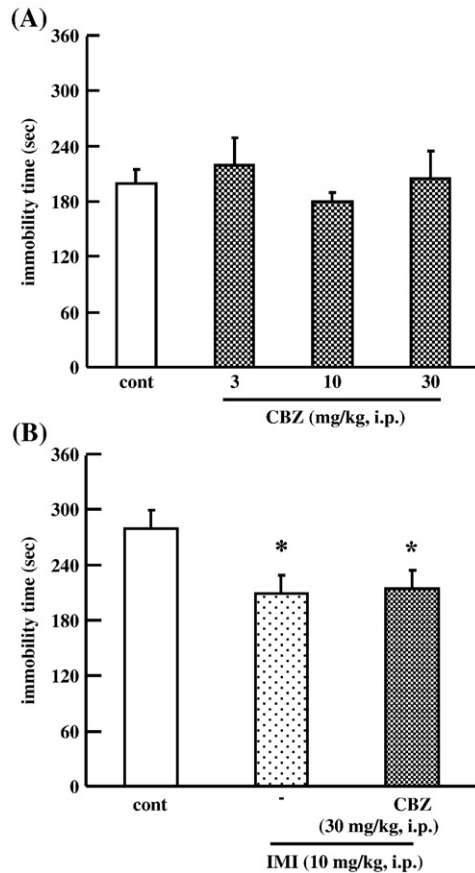 (A)
360
300
240
180
120
60
0
immobility time (sec)
cont
3
10
30
CBZ (mg/kg, i.p.)
(B)
360
300
240
180
120
60
0
immobility time (sec)
*
*
cont
-
CBZ
(30 mg/kg, i.p.)
IMI (10 mg/kg, i.p.)